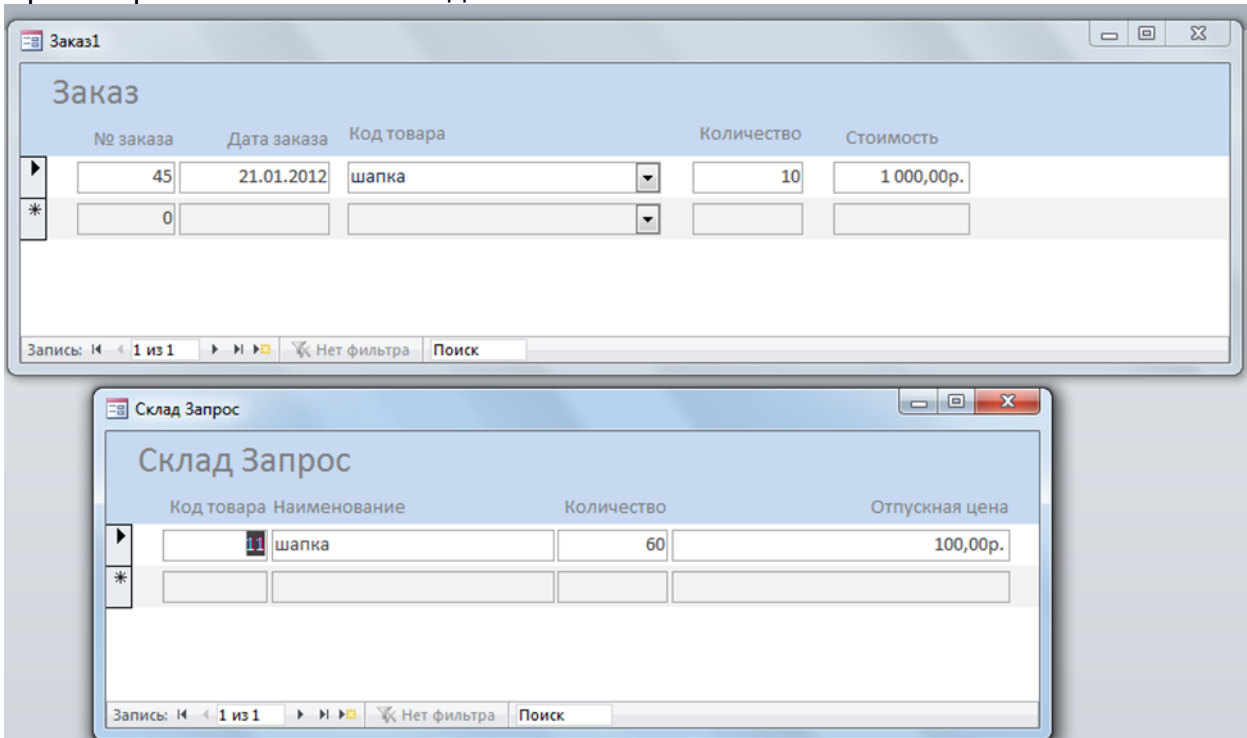 Заказ1
Заказ
№ заказа Дата заказа Код товара Количество Стоимость
45 21.01.2012 шапка 10 1 000,00р.
0
Запись: 1 из 1 Нет фильтра Поиск
Склад Запрос
Склад Запрос
Код товара Наименование Количество Отпускная цена
11 шапка 60 100,00р.
Запись: 1 из 1 Нет фильтра Поиск